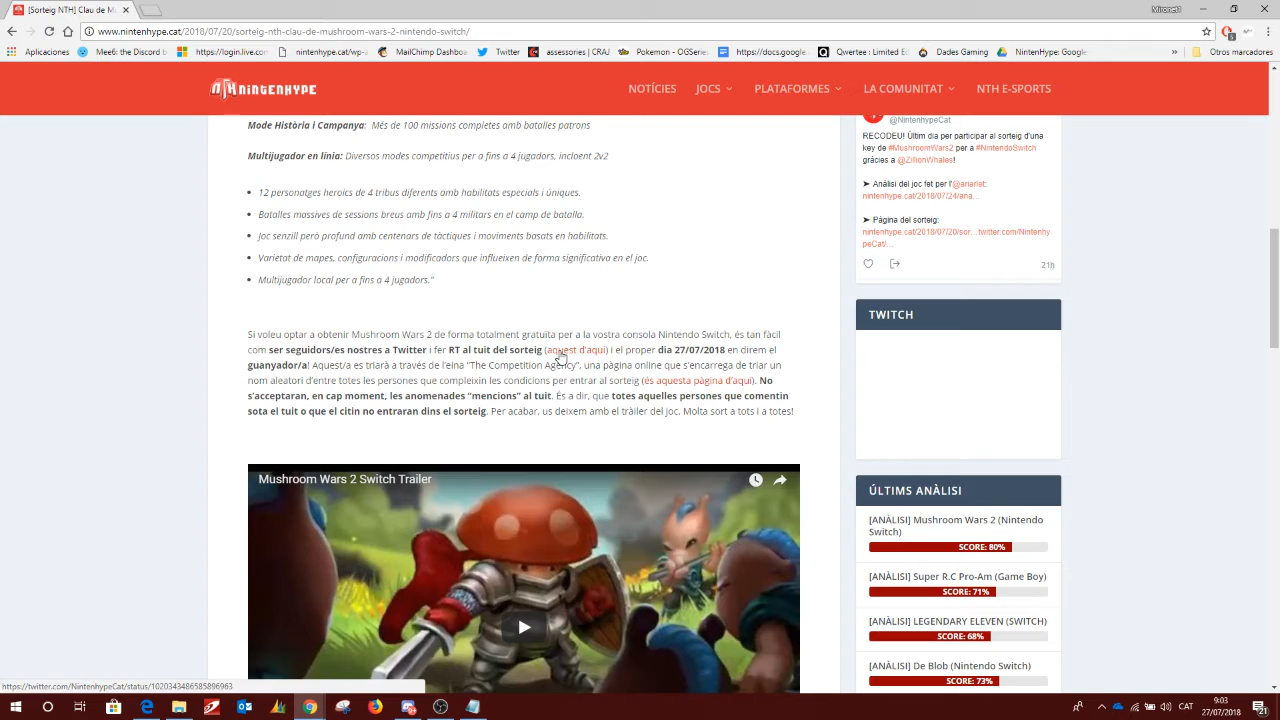 [Sorteig NTH] Clau de Mu
Mironett
www.nintenhype.cat/2018/07/20/sorteig-nth-clau-de-mushroom-wars-2-nintendo-switch/
Aplicaciones
Meet: the Discord b
https://login.live.com
127.0.0.1/wp-a
MailChimp Dashboa
Twitter
assessories | CRAJ
Pokemon - OGSerie
https://docs.google.
Qwertee : Limited E
Dades Gaming
NintenHype: Google
Otros marcadores
NTH NINTENHYPE
NOTÍCIES
JOCS
PLATAFORMES
LA COMUNITAT
NTH E-SPORTS
Mode Història i Campanya: Més de 100 missions completes amb batalles patrons
Multijugador en línia: Diversos modes competitius per a fins a 4 jugadors, incloent 2v2
12 personatges heroics de 4 tribus diferents amb habilitats especials i úniques.
Batalles massives de sessions breus amb fins a 4 militars en el camp de batalla.
Joc senzill però profund amb centenars de tàctiques i moviments basats en habilitats.
Varietat de mapes, configuracions i modificadors que influeixen de forma significativa en el joc.
Multijugador local per a fins a 4 jugadors.“
Si voleu optar a obtenir Mushroom Wars 2 de forma totalment gratuïta per a la vostra consola Nintendo Switch, és tan fàcil
com ser seguidors/es nostres a Twitter i fer RT al tuit del sorteig (aquest d’aquí) i el proper dia 27/07/2018 en direm el
guanyador/a! Aquest/a es triarà a través de l’eina “The Competition Agency”, una pàgina online que s’encarrega de triar un
nom aleatori d’entre totes les persones que compleixin les condicions per entrar al sorteig (és aquesta pàgina d’aquí). No
s’acceptaran, en cap moment, les anomenades “mencions” al tuit. És a dir, que totes aquelles persones que comentin
sota el tuit o que el citin no entraran dins el sorteig. Per acabar, us deixem amb el tràiler del joc. Molta sort a tots i a totes!
Mushroom Wars 2 Switch Trailer
@NintenhypeCat
RECODEU! Últim dia per participar al sorteig d'una
key de #MushroomWars2 per a #NintendoSwitch
gràcies a @ZillionWhales!
➤ Anàlisi del joc fet per l'@anarlet:
nintenhype.cat/2018/07/24/ana…
➤ Pàgina del sorteig:
nintenhype.cat/2018/07/20/sor…twitter.com/Nintenhy
peCat/…
21h
TWITCH
ÚLTIMS ANÀLISI
[ANÀLISI] Mushroom Wars 2 (Nintendo
Switch)
SCORE: 80%
[ANÀLISI] Super R.C Pro-Am (Game Boy)
SCORE: 71%
[ANÀLISI] LEGENDARY ELEVEN (SWITCH)
SCORE: 68%
[ANÀLISI] De Blob (Nintendo Switch)
SCORE: 73%
https://twitter.com/NintenhypeCat/status/1020343486585896963
CAT
9:03
27/07/2018
21